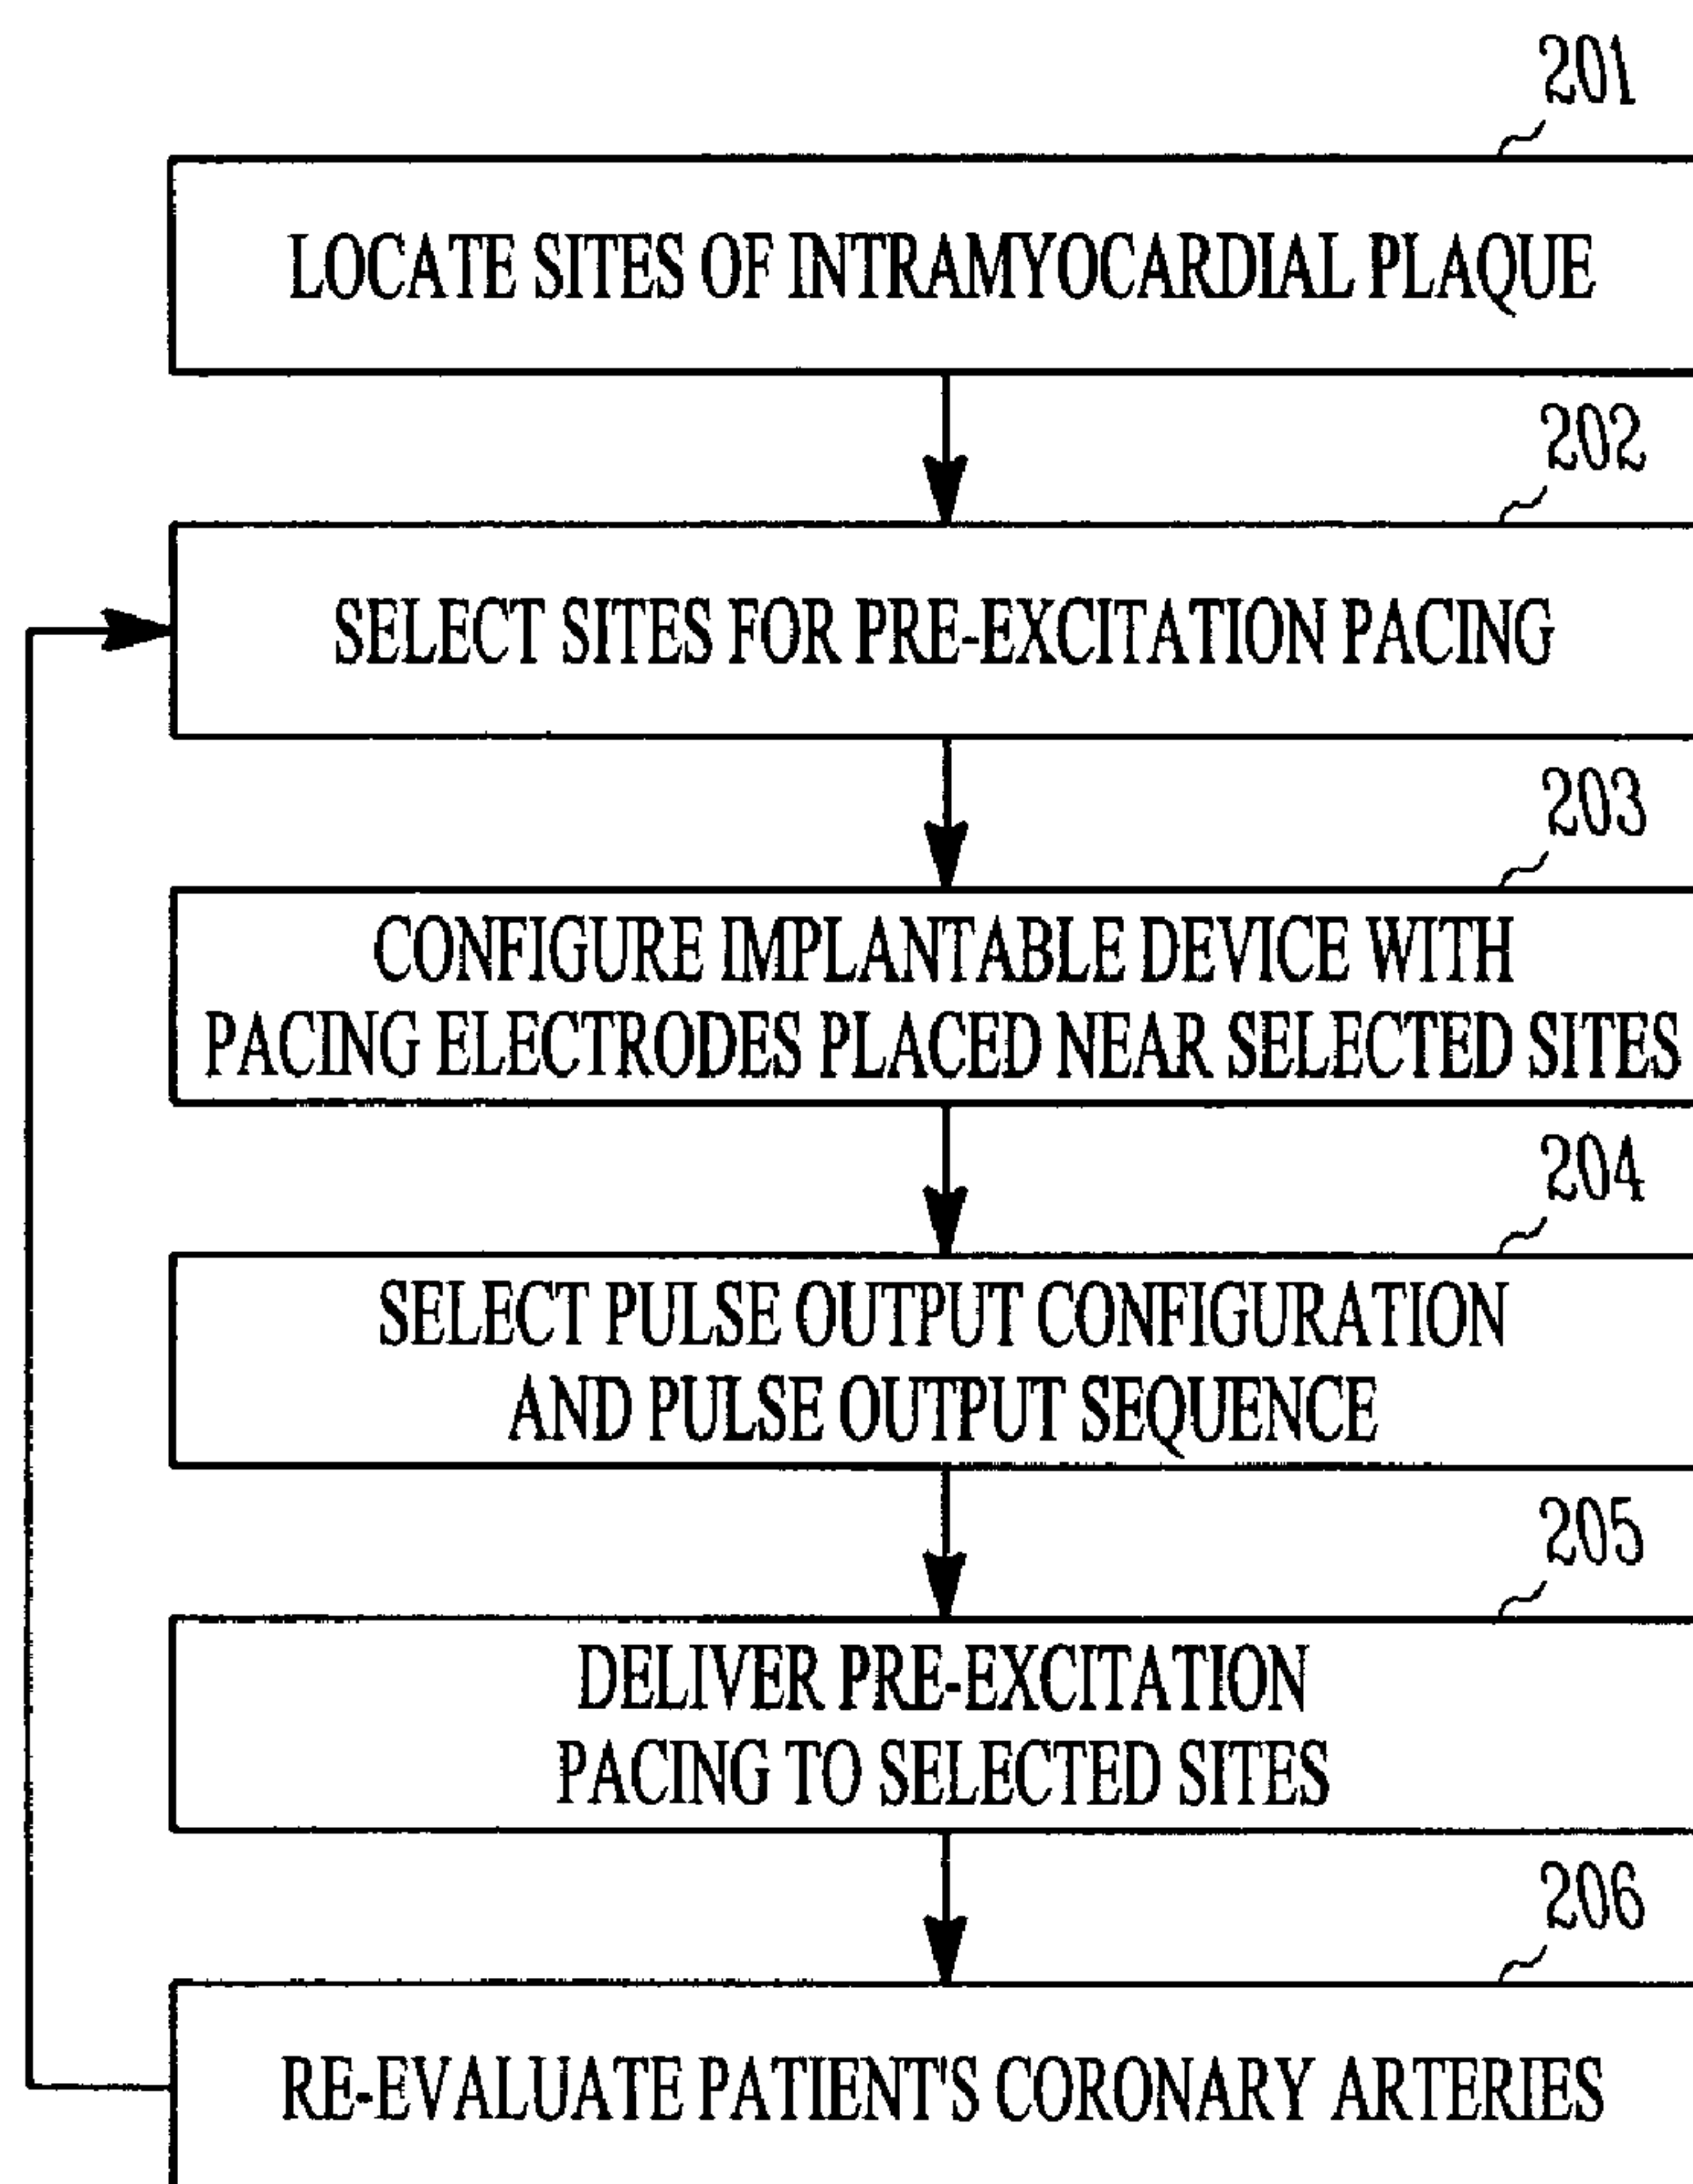 201
LOCATE SITES OF INTRAMYOCARDIAL PLAQUE
202
SELECT SITES FOR PRE-EXCITATION PACING
203
CONFIGURE IMPLANTABLE DEVICE WITH
PACING ELECTRODES PLACED NEAR SELECTED SITES
204
SELECT PULSE OUTPUT CONFIGURATION
AND PULSE OUTPUT SEQUENCE
205
DELIVER PRE-EXCITATION
PACING TO SELECTED SITES
206
RE-EVALUATE PATIENT'S CORONARY ARTERIES